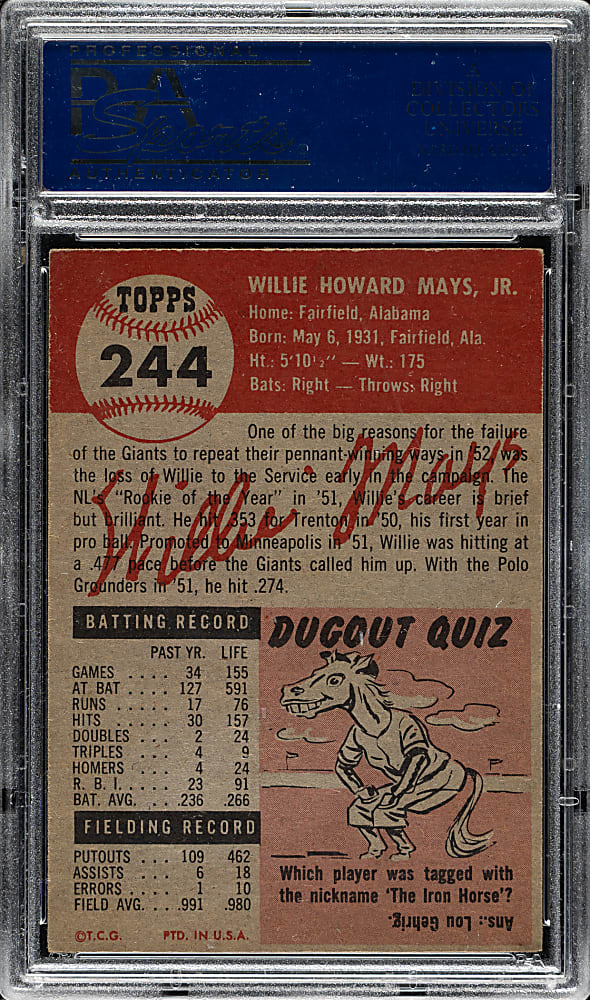 PROFESSIONAL
PSA
Sports
AUTHENTICATOR
A
DIVISION OF
COLLECTORS
UNIVERSE
TOPPS
244
WILLIE HOWARD MAYS, JR.
Home: Fairfield, Alabama
Born: May 6, 1931, Fairfield, Ala.
Ht.: 5'10½" — Wt.: 175
Bats: Right — Throws: Right
One of the big reasons for the failure
of the Giants to repeat their pennant-winning ways in '52, was
the loss of Willie to the Service early in the campaign. The
NL's "Rookie of the Year" in '51, Willie's career is brief
but brilliant. He hit .353 for Trenton in '50, his first year in
pro ball. Promoted to Minneapolis in '51, Willie was hitting at
a .477 pace before the Giants called him up. With the Polo
Grounders in '51, he hit .274.
Willie Mays
BATTING RECORD
PAST YR. LIFE
GAMES .... 34 155
AT BAT .... 127 591
RUNS .... 17 76
HITS .... 30 157
DOUBLES ... 2 24
TRIPLES ... 4 9
HOMERS ... 4 24
R. B. I. .... 23 91
BAT. AVG. ... .236 .266
FIELDING RECORD
PUTOUTS ... 109 462
ASSISTS ... 6 18
ERRORS ... 1 10
FIELD AVG. ... .991 .980
©T.C.G. PTD. IN U.S.A.
DUGOUT QUIZ
Which player was tagged with
the nickname 'The Iron Horse'?
Ans.: Lou Gehrig.